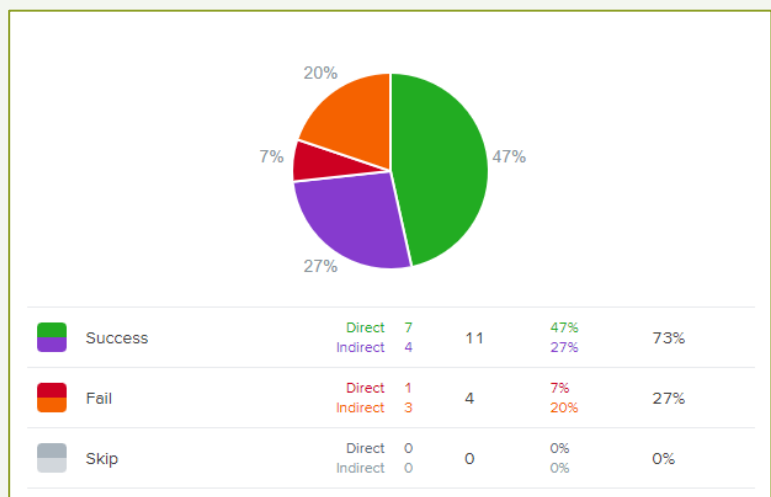 20%
7%
47%
27%
Success Direct 7 11 47% 73%
Indirect 4 27%
Fail Direct 1 4 7% 27%
Indirect 3 20%
Skip Direct 0 0 0% 0%
Indirect 0 0%